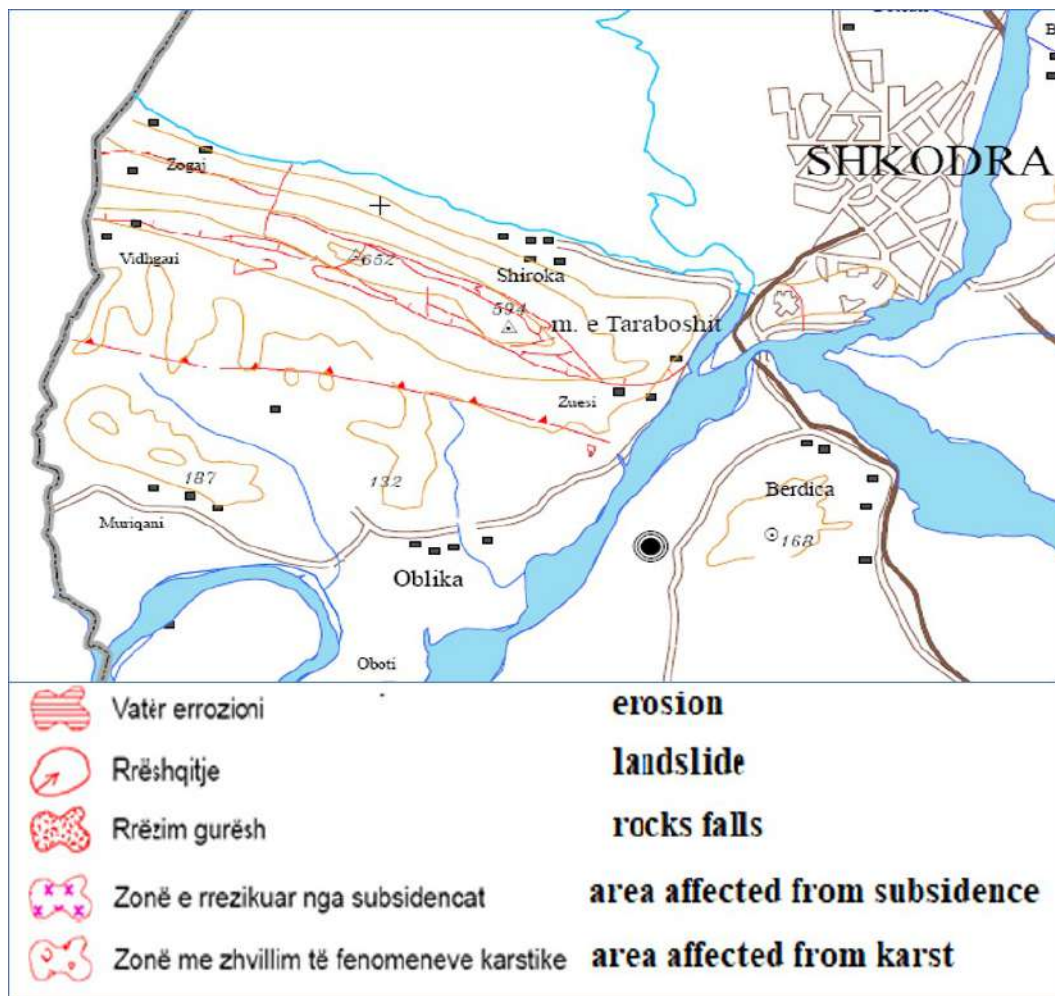 SHKODRA
Zogaj
Vidhgari
652
Shiroka
594
m. e Taraboshit
Zuesi
187
132
Berdica
168
Muriqani
Oblika
Oboti
Vatër errozioni erosion
Rrëshqitje landslide
Rrëzim gurësh rocks falls
Zonë e rrezikuar nga subsidencat area affected from subsidence
Zonë me zhvillim të fenomeneve karstike area affected from karst